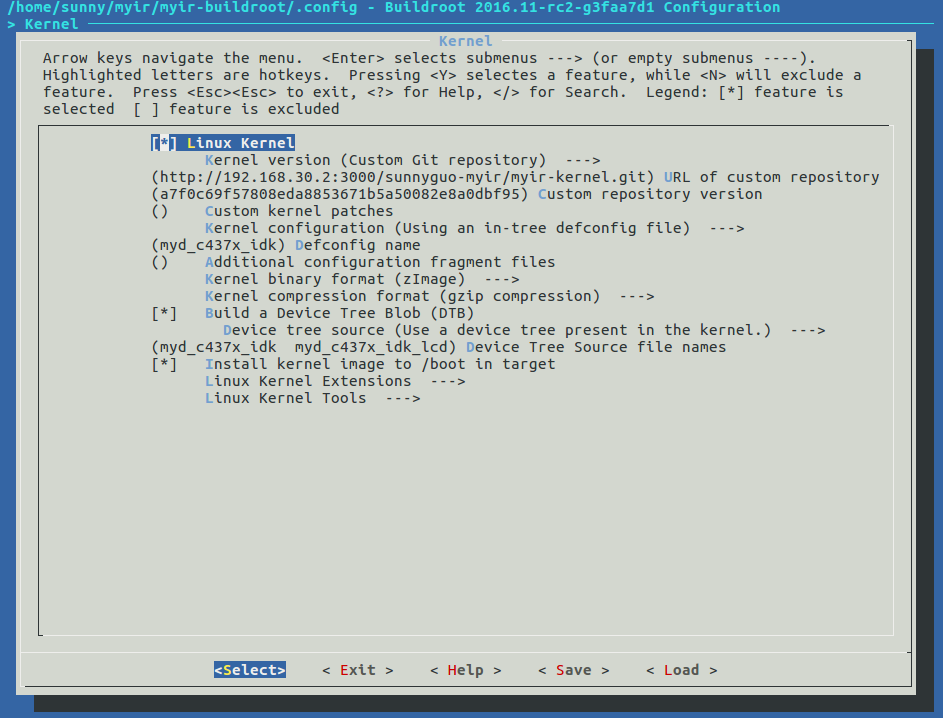 /home/sunny/myir/myir-buildroot/.config - Buildroot 2016.11-rc2-g3faa7d1 Configuration
> Kernel
Kernel
Arrow keys navigate the menu.  <Enter> selects submenus ---> (or empty submenus ----).
Highlighted letters are hotkeys.  Pressing <Y> selectes a feature, while <N> will exclude a
feature.  Press <Esc><Esc> to exit, <?> for Help, </> for Search.  Legend: [*] feature is
selected  [ ] feature is excluded
[*] Linux Kernel
Kernel version (Custom Git repository)  --->
(http://192.168.30.2:3000/sunnyguo-myir/myir-kernel.git) URL of custom repository
(a7f0c69f57808eda8853671b5a50082e8a0dbf95) Custom repository version
()    Custom kernel patches
Kernel configuration (Using an in-tree defconfig file)  --->
(myd_c437x_idk) Defconfig name
()    Additional configuration fragment files
Kernel binary format (zImage)  --->
Kernel compression format (gzip compression)  --->
[*]   Build a Device Tree Blob (DTB)
Device tree source (Use a device tree present in the kernel.)  --->
(myd_c437x_idk  myd_c437x_idk_lcd) Device Tree Source file names
[*]   Install kernel image to /boot in target
Linux Kernel Extensions  --->
Linux Kernel Tools  --->
<Select>    < Exit >    < Help >    < Save >    < Load >